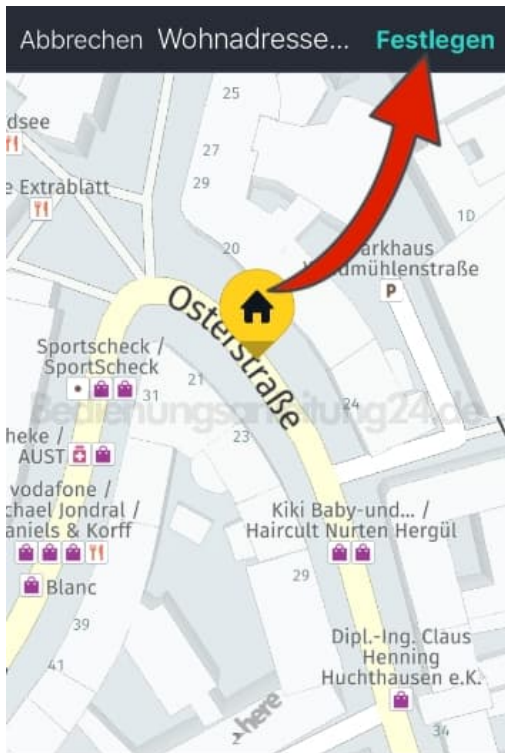 Abbrechen Wohnadresse... Festlegen
25
dsee
27
e Extrablatt
29
1D
20
arkhaus
dmühlenstraße
P
Osterstraße
Sportscheck /
SportScheck
21
31
24
Bedienungsanleitung24.de
23
heke /
AUST
vodafone /
chael Jondral /
aniels & Korff
Kiki Baby-und... /
Haircult Nurten Hergül
Blanc
29
39
Dipl.-Ing. Claus
Henning
Huchthausen e.K.
41
here
2
34